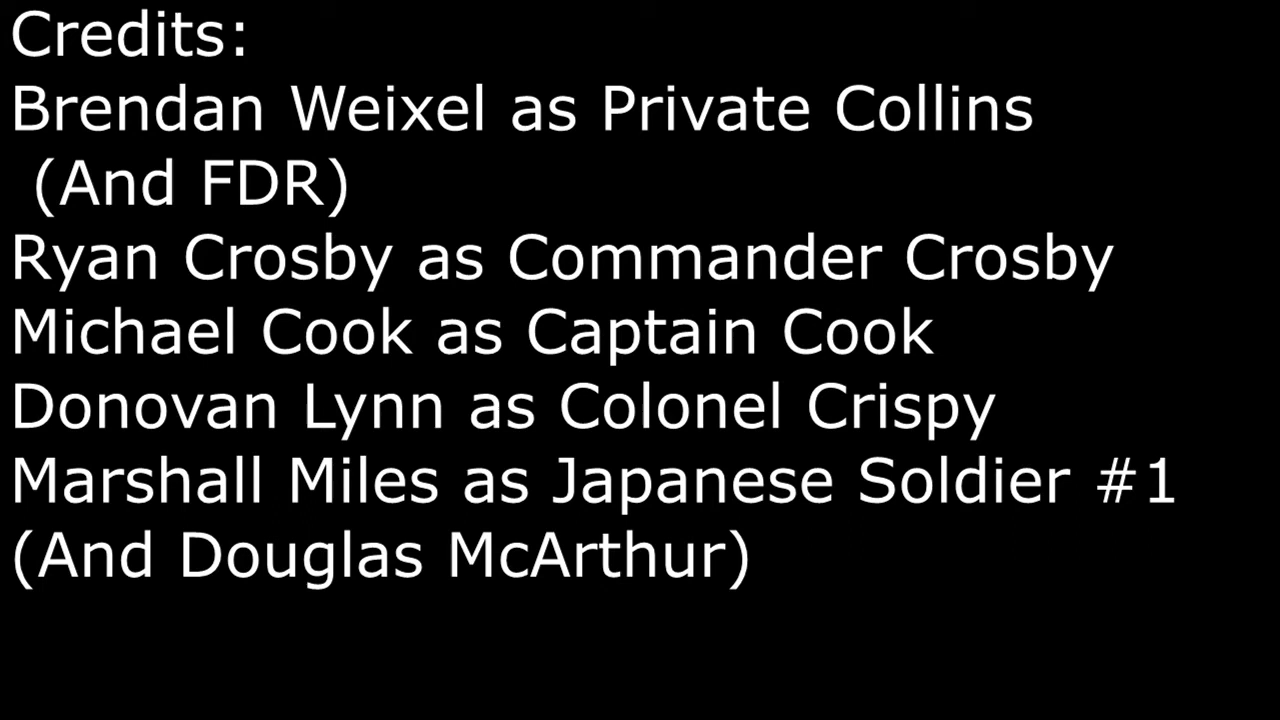 Credits:
Brendan Weixel as Private Collins
(And FDR)
Ryan Crosby as Commander Crosby
Michael Cook as Captain Cook
Donovan Lynn as Colonel Crispy
Marshall Miles as Japanese Soldier #1
(And Douglas McArthur)